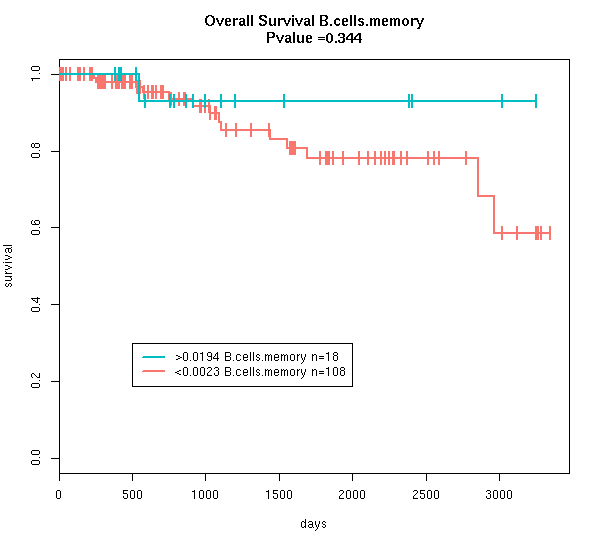 Overall Survival B.cells.memory
Pvalue =0.344
survival
1.0
0.8
0.6
0.4
0.2
0.0
>0.0194 B.cells.memory n=18
<0.0023 B.cells.memory n=108
0 500 1000 1500 2000 2500 3000
days